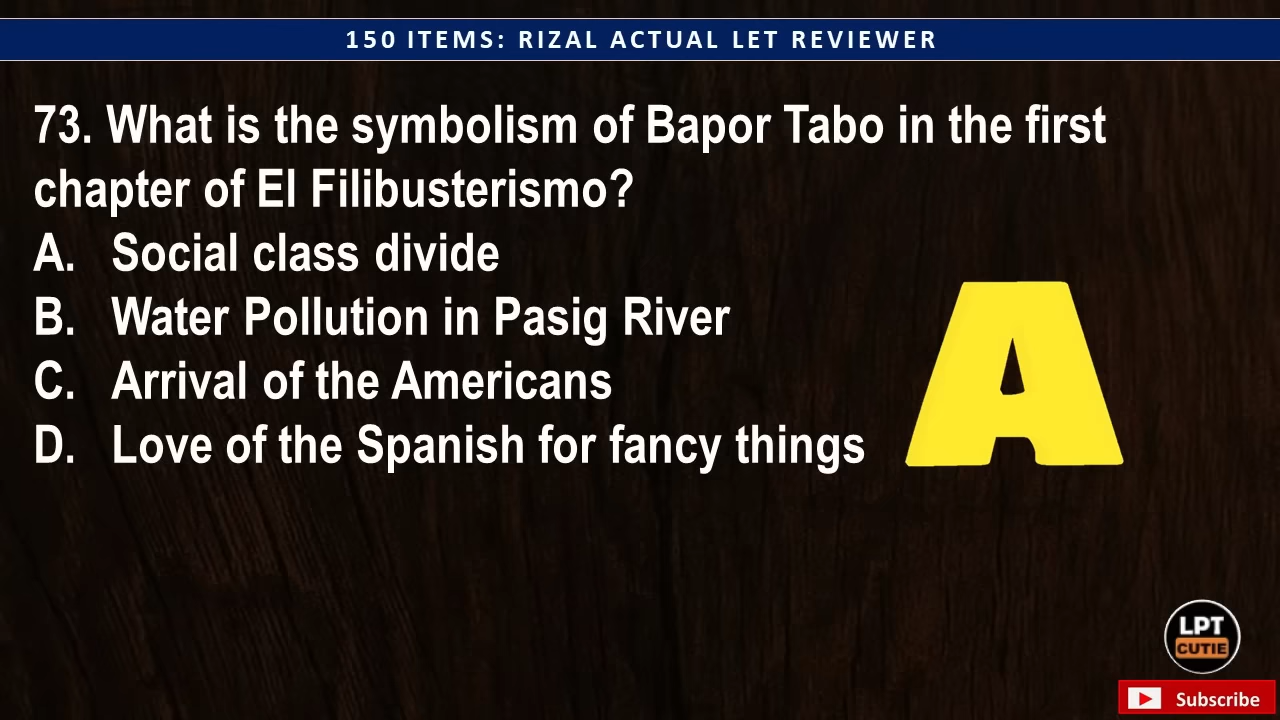 150 ITEMS: RIZAL ACTUAL LET REVIEWER
73. What is the symbolism of Bapor Tabo in the first
chapter of El Filibusterismo?
A. Social class divide
B. Water Pollution in Pasig River
C. Arrival of the Americans
D. Love of the Spanish for fancy things
A
LPT
CUTIE
Subscribe